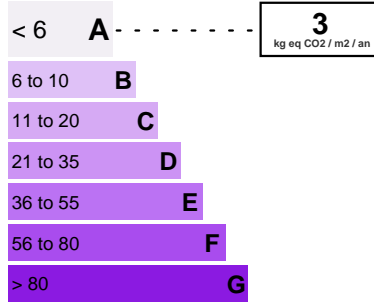 < 6 A 3
kg eq CO2 / m2 / an
6 to 10 B
11 to 20 C
21 to 35 D
36 to 55 E
56 to 80 F
> 80 G